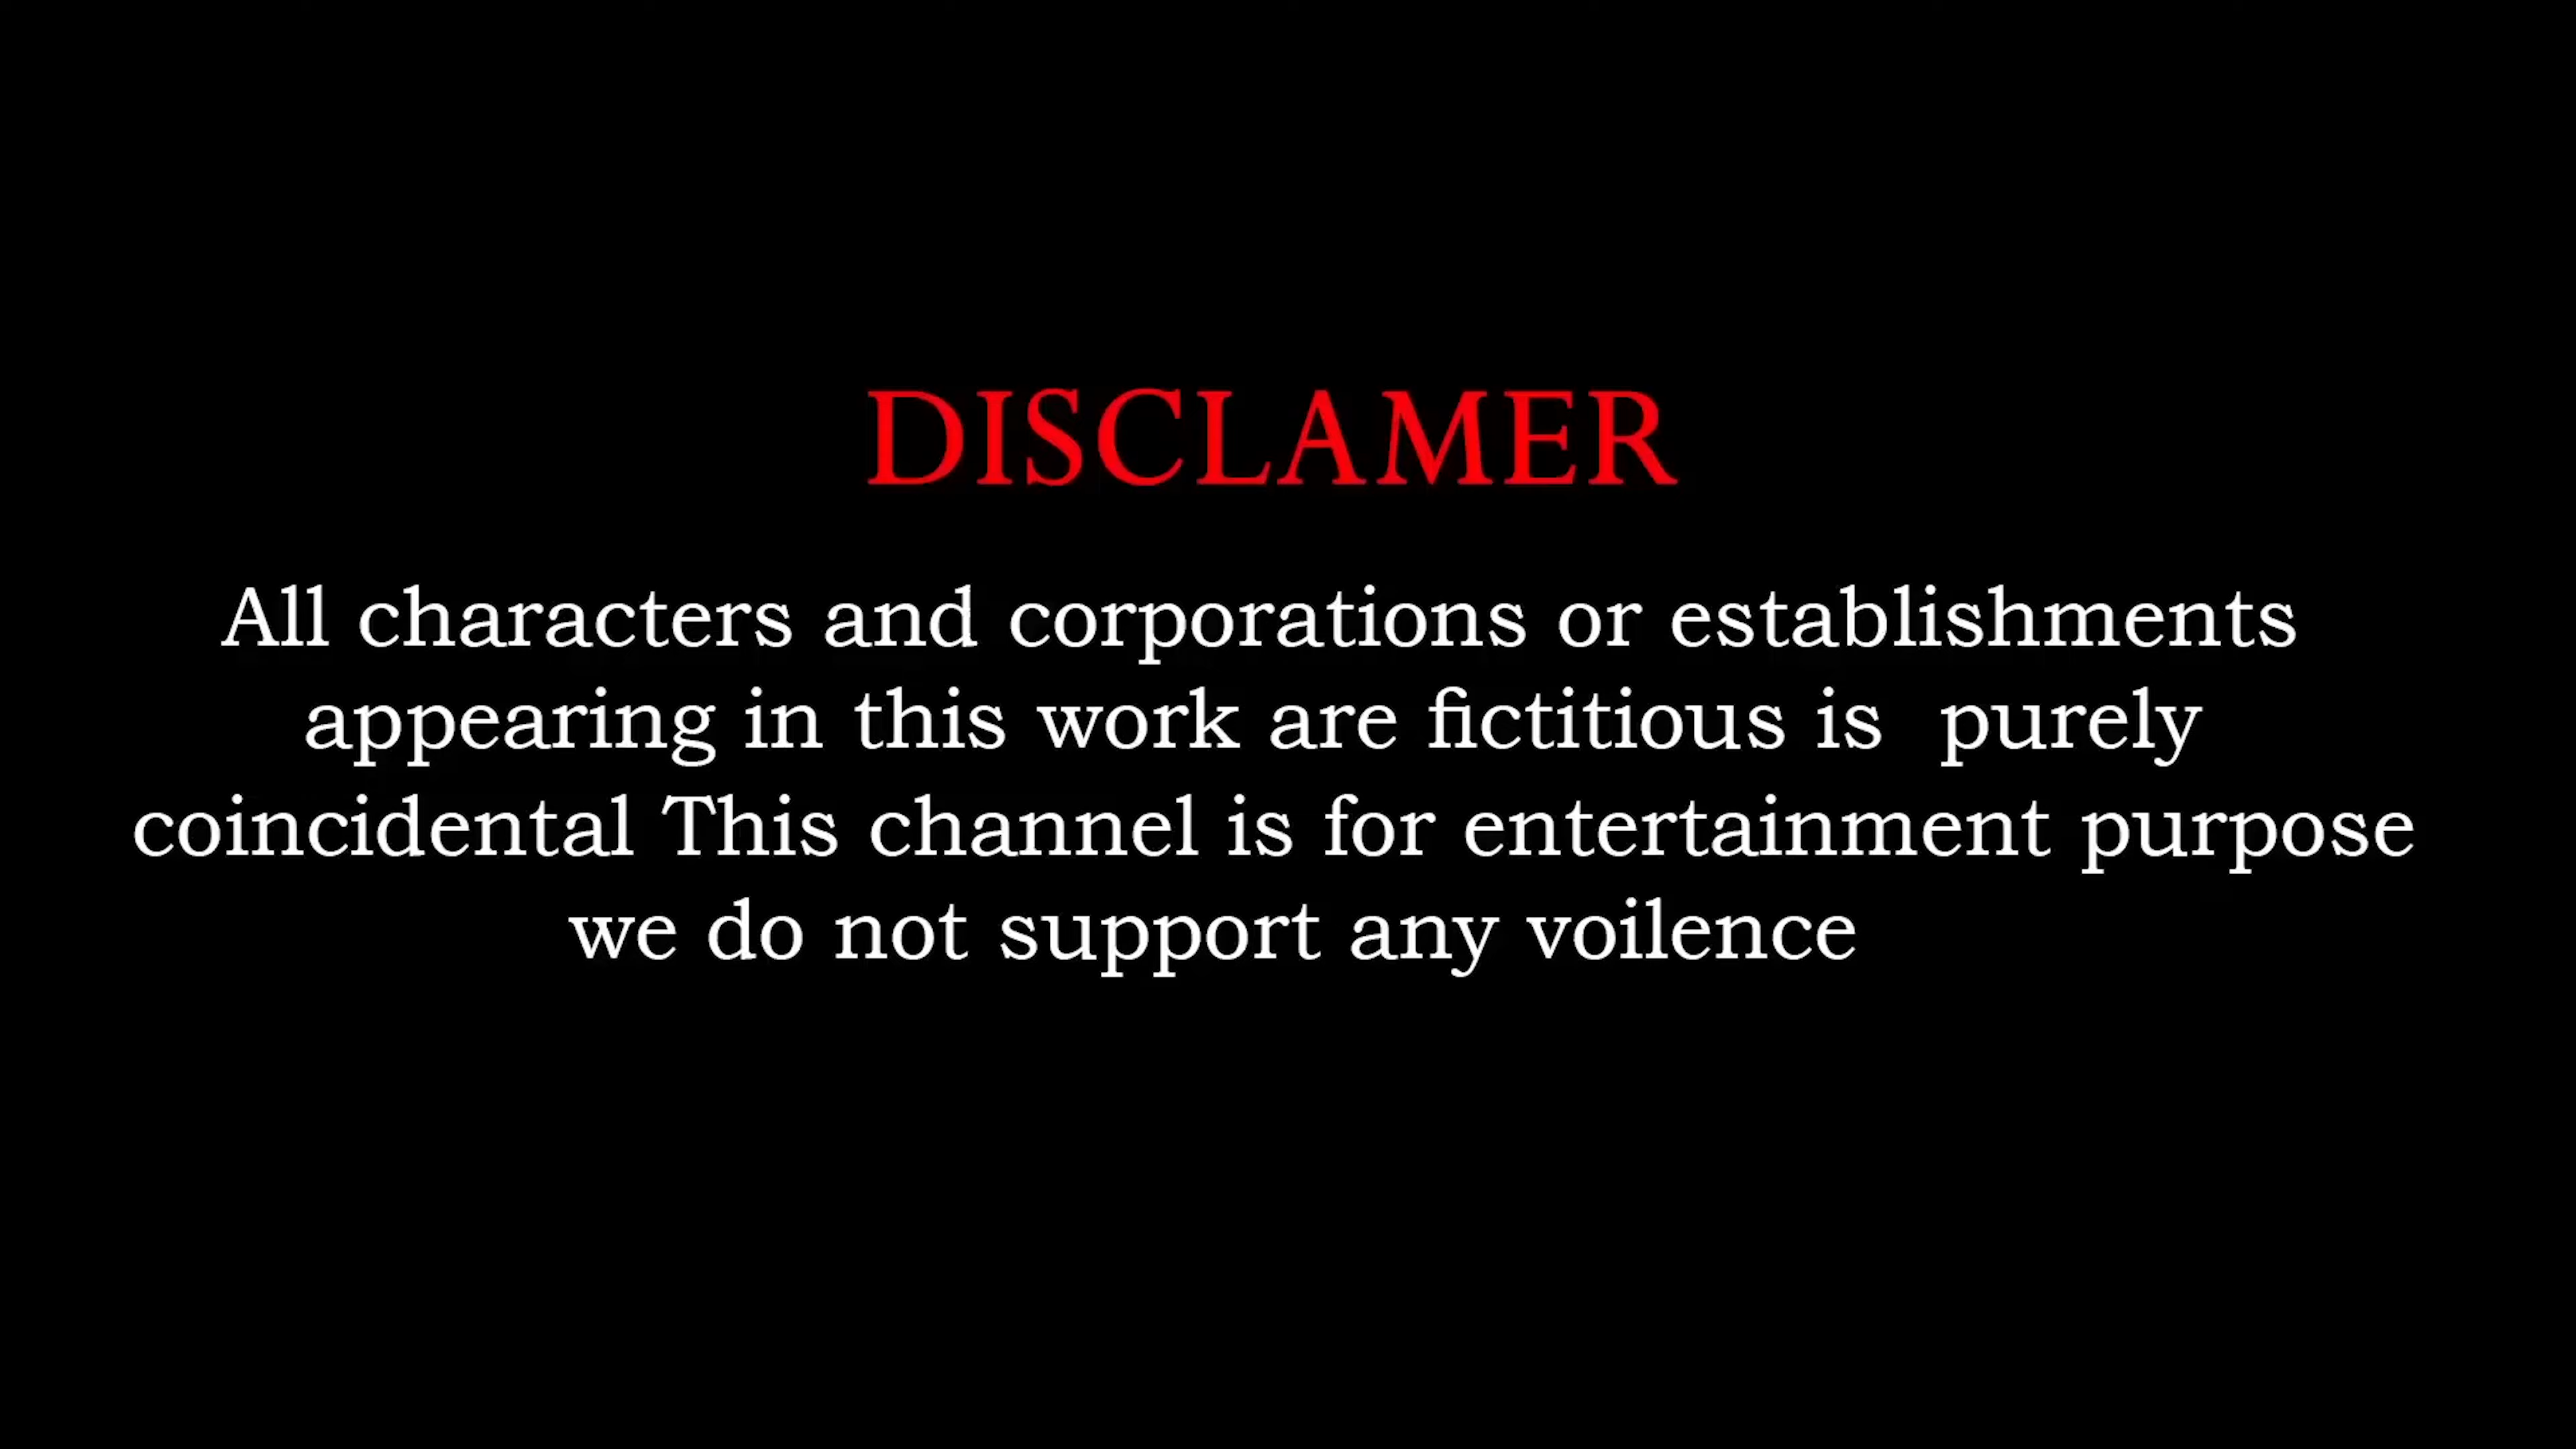 DISCLAMER
All characters and corporations or establishments
appearing in this work are fictitious is  purely
coincidental This channel is for entertainment purpose
we do not support any voilence